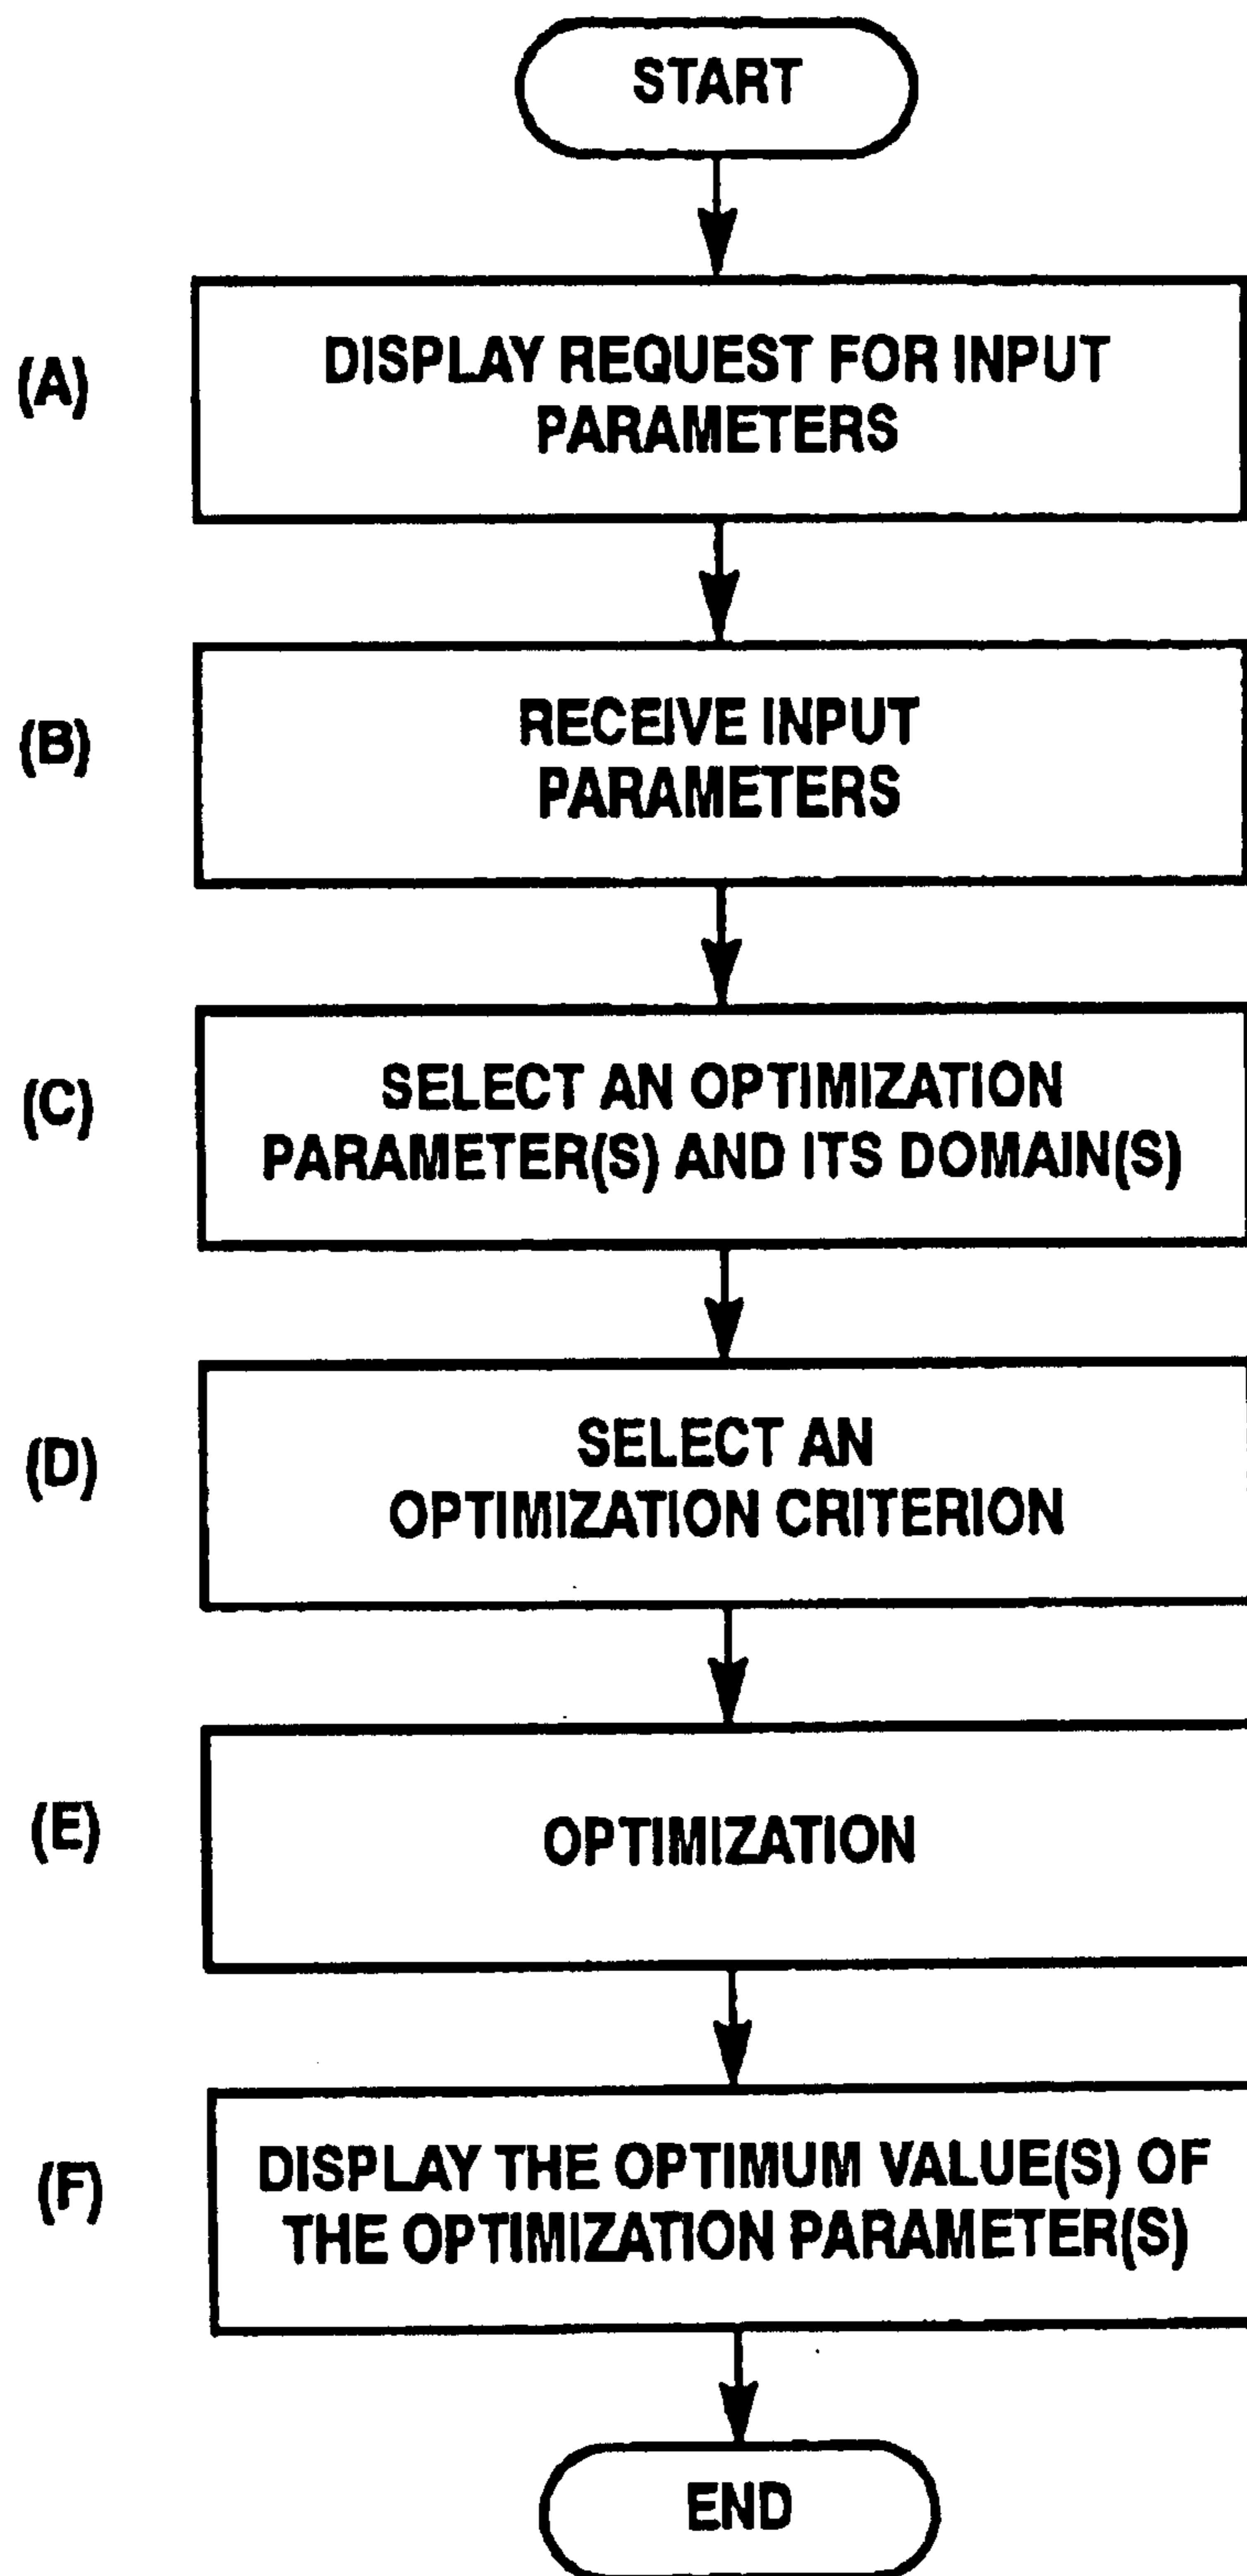 START
(A)
DISPLAY REQUEST FOR INPUT
PARAMETERS
(B)
RECEIVE INPUT
PARAMETERS
(C)
SELECT AN OPTIMIZATION
PARAMETER(S) AND ITS DOMAIN(S)
(D)
SELECT AN
OPTIMIZATION CRITERION
(E)
OPTIMIZATION
(F)
DISPLAY THE OPTIMUM VALUE(S) OF
THE OPTIMIZATION PARAMETER(S)
END